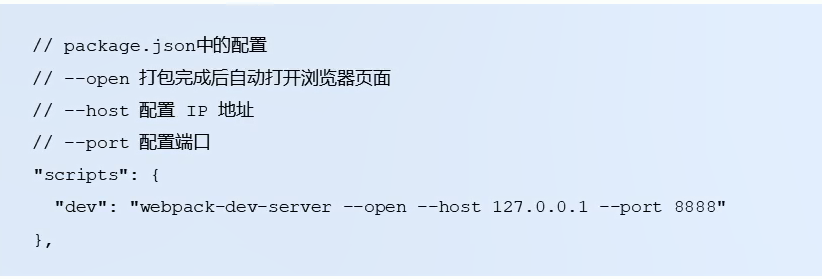 // package.json中的配置
// --open 打包完成后自动打开浏览器页面
// --host 配置 IP 地址
// --port 配置端口
"scripts": {
  "dev": "webpack-dev-server --open --host 127.0.0.1 --port 8888"
},